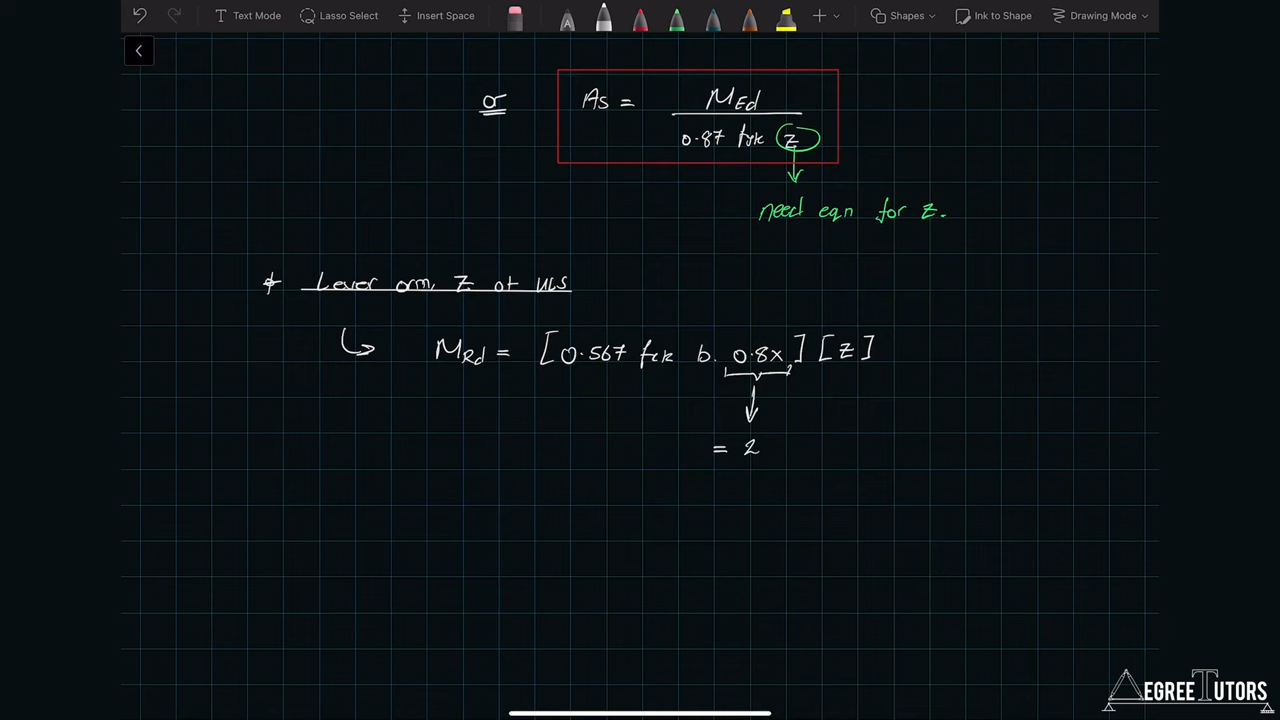 Text Mode Lasso Select Insert Space Shapes Ink to Shape Drawing Mode
or As = MEd / 0.87 fyk z
need eqn for z.
* Lever arm, z at ULS
MRd = [0.567 fck b. 0.8x] [z]
= 2
DEGREE TUTORS